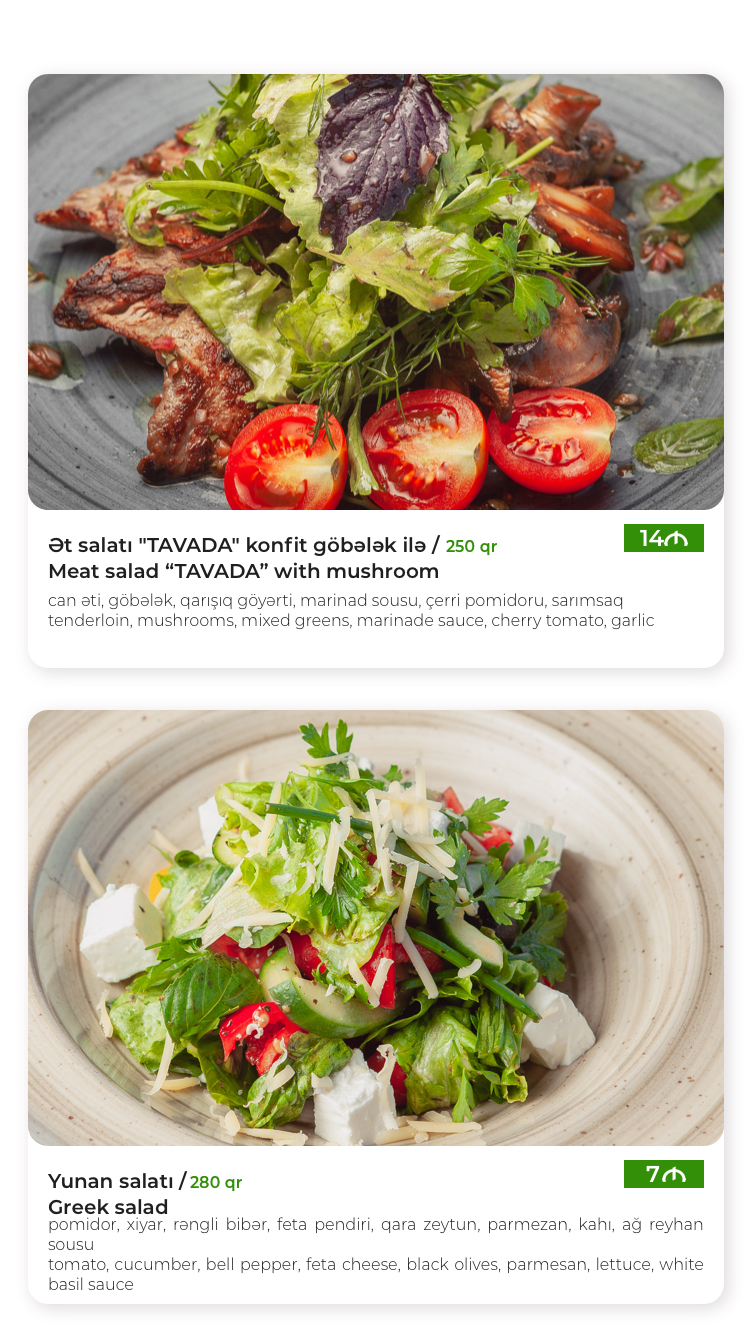 Ət salatı "TAVADA" konfit göbələk ilə / 250 qr
14₼
Meat salad “TAVADA” with mushroom
can əti, göbələk, qarışıq göyərti, marinad sousu, çerri pomidoru, sarımsaq
tenderloin, mushrooms, mixed greens, marinade sauce, cherry tomato, garlic
Yunan salatı / 280 qr
7₼
Greek salad
pomidor, xiyar, rəngli bibər, feta pendiri, qara zeytun, parmezan, kahı, ağ reyhan
sousu
tomato, cucumber, bell pepper, feta cheese, black olives, parmesan, lettuce, white
basil sauce